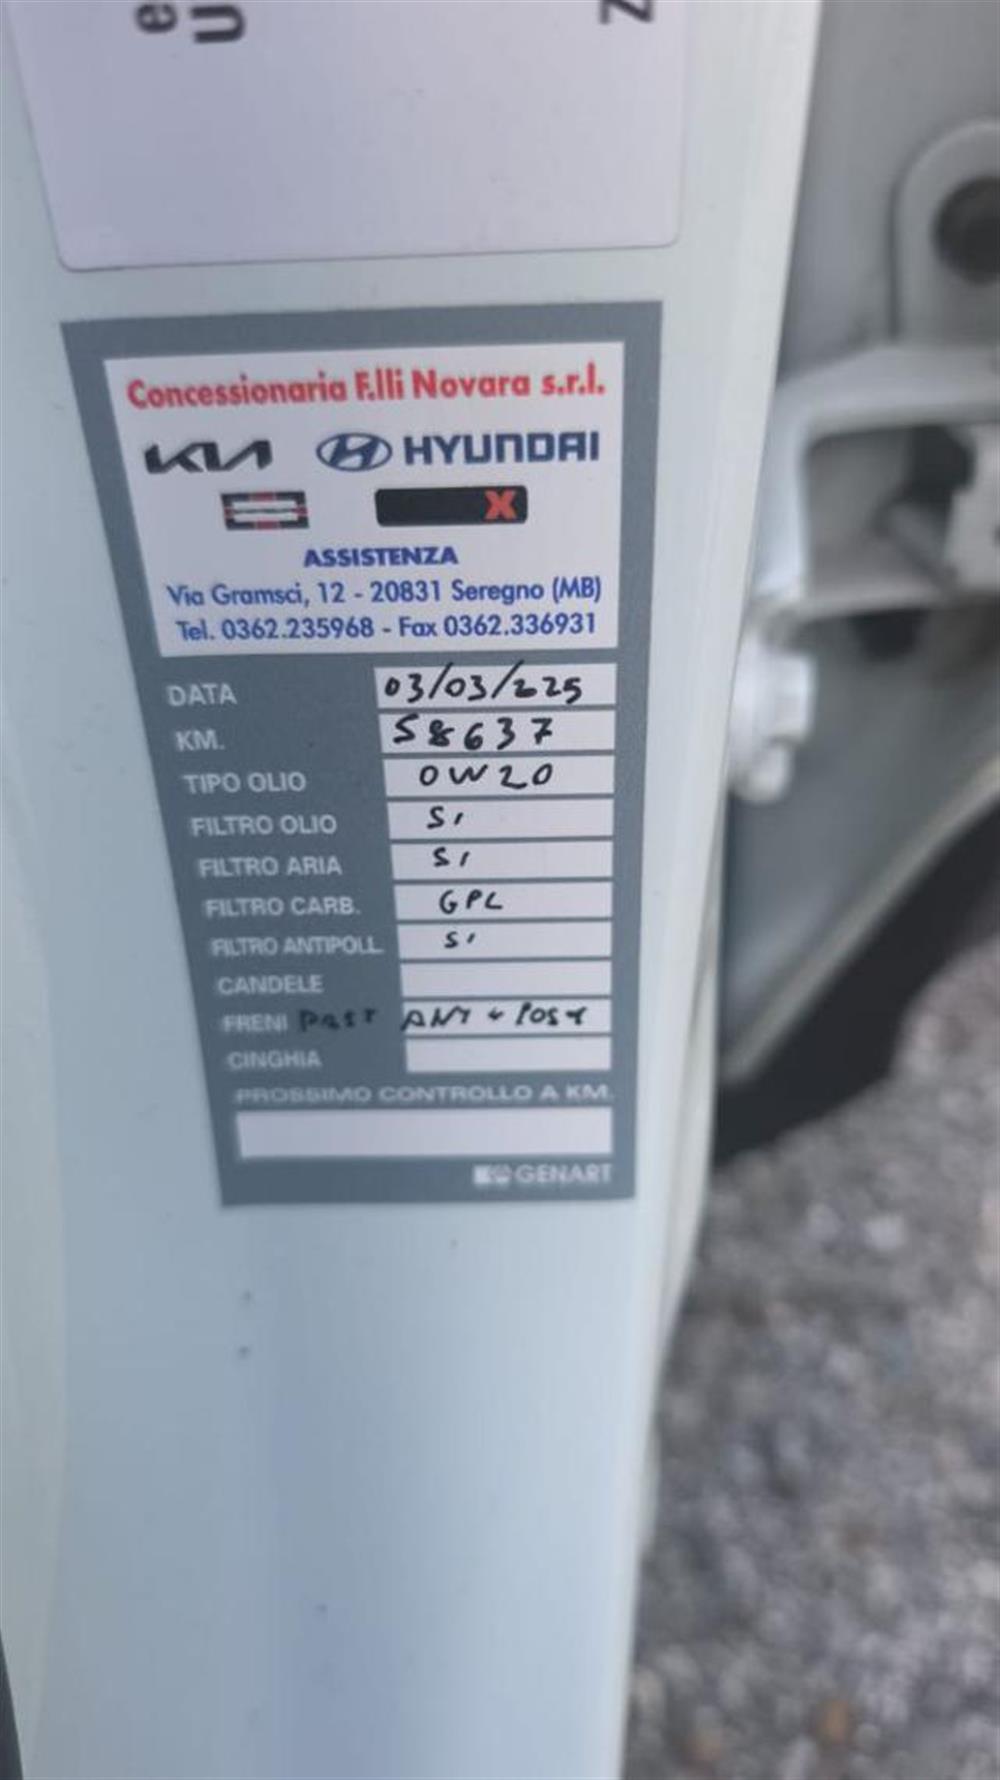 e
U
Z
Concessionaria F.lli Novara s.r.l.
KIA HYUNDAI
X
ASSISTENZA
Via Gramsci, 12 - 20831 Seregno (MB)
Tel. 0362.235968 - Fax 0362.336931
DATA 03/03/225
KM. 58637
TIPO OLIO 0W20
FILTRO OLIO SI
FILTRO ARIA SI
FILTRO CARB. GPL
FILTRO ANTIPOLL. SI
CANDELE
FRENI PAST ANT + POST
CINGHIA
PROSSIMO CONTROLLO A KM.
GENART